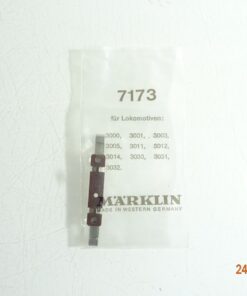 7173
für Lokomotiven:
3000, 3001, 3003,
3005, 3011, 3012,
3014, 3030, 3031,
3032.
MÄRKLIN
MADE IN WESTERN GERMANY
24